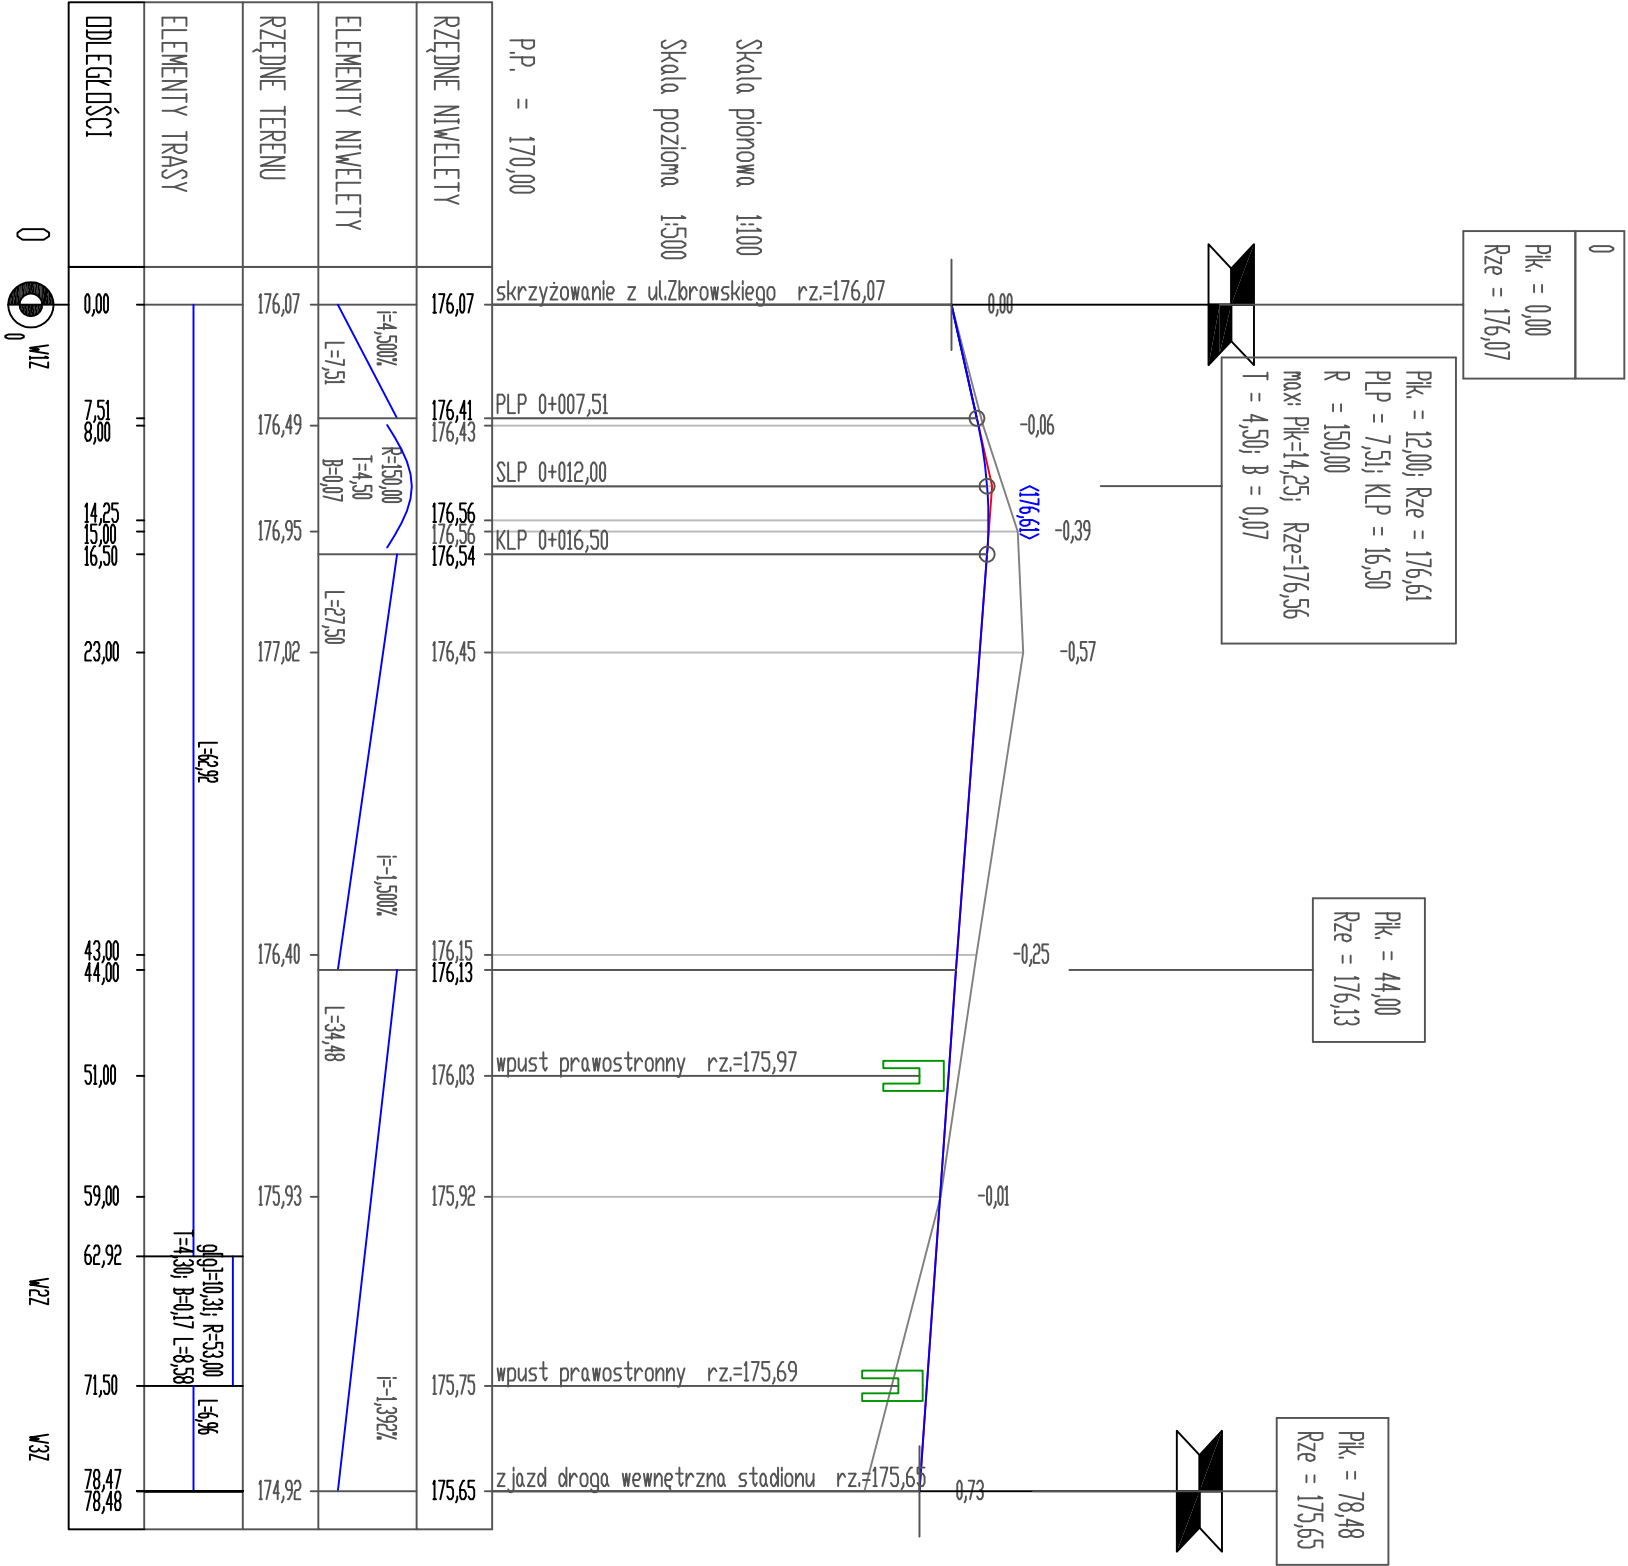 0
Pik. = 0,00
Rze = 176,07
Pik. = 12,00; Rze = 176,61
PLP = 7,51; KLP = 16,50
R = 150,00
max: Pik=14,25; Rze=176,56
T = 4,50; B = 0,07
Pik. = 44,00
Rze = 176,13
Pik. = 78,48
Rze = 175,65
0,00
-0,06
<176,61>
-0,39
-0,57
-0,25
-0,01
0,73
Skala pionowa 1:100
Skala pozioma 1:500
P.P. = 170,00
skrzyżowanie z ul.Zbrowskiego rz.=176,07
PLP 0+007,51
SLP 0+012,00
KLP 0+016,50
wpust prawostronny rz.=175,97
wpust prawostronny rz.=175,69
zjazd droga wewnętrzna stadionu rz.=175,65
RZĘDNE NIWELETY
176,07
176,41
176,43
176,56
176,56
176,54
176,45
176,15
176,13
176,03
175,92
175,75
175,65
ELEMENTY NIWELETY
i=4,500%
L=7,51
R=150,00
T=4,50
B=0,07
L=27,50
i=-1,500%
L=34,48
i=-1,392%
RZĘDNE TERENU
176,07
176,49
176,95
177,02
176,40
175,93
174,92
ELEMENTY TRASY
L=62,92
g[g]=10,31; R=53,00
T=4,30; B=0,17 L=8,58
L=6,96
ODLEGŁOŚCI
0,00
7,51
8,00
14,25
15,00
16,50
23,00
43,00
44,00
51,00
59,00
62,92
71,50
78,47
78,48
0
W1Z
W2Z
W3Z
0